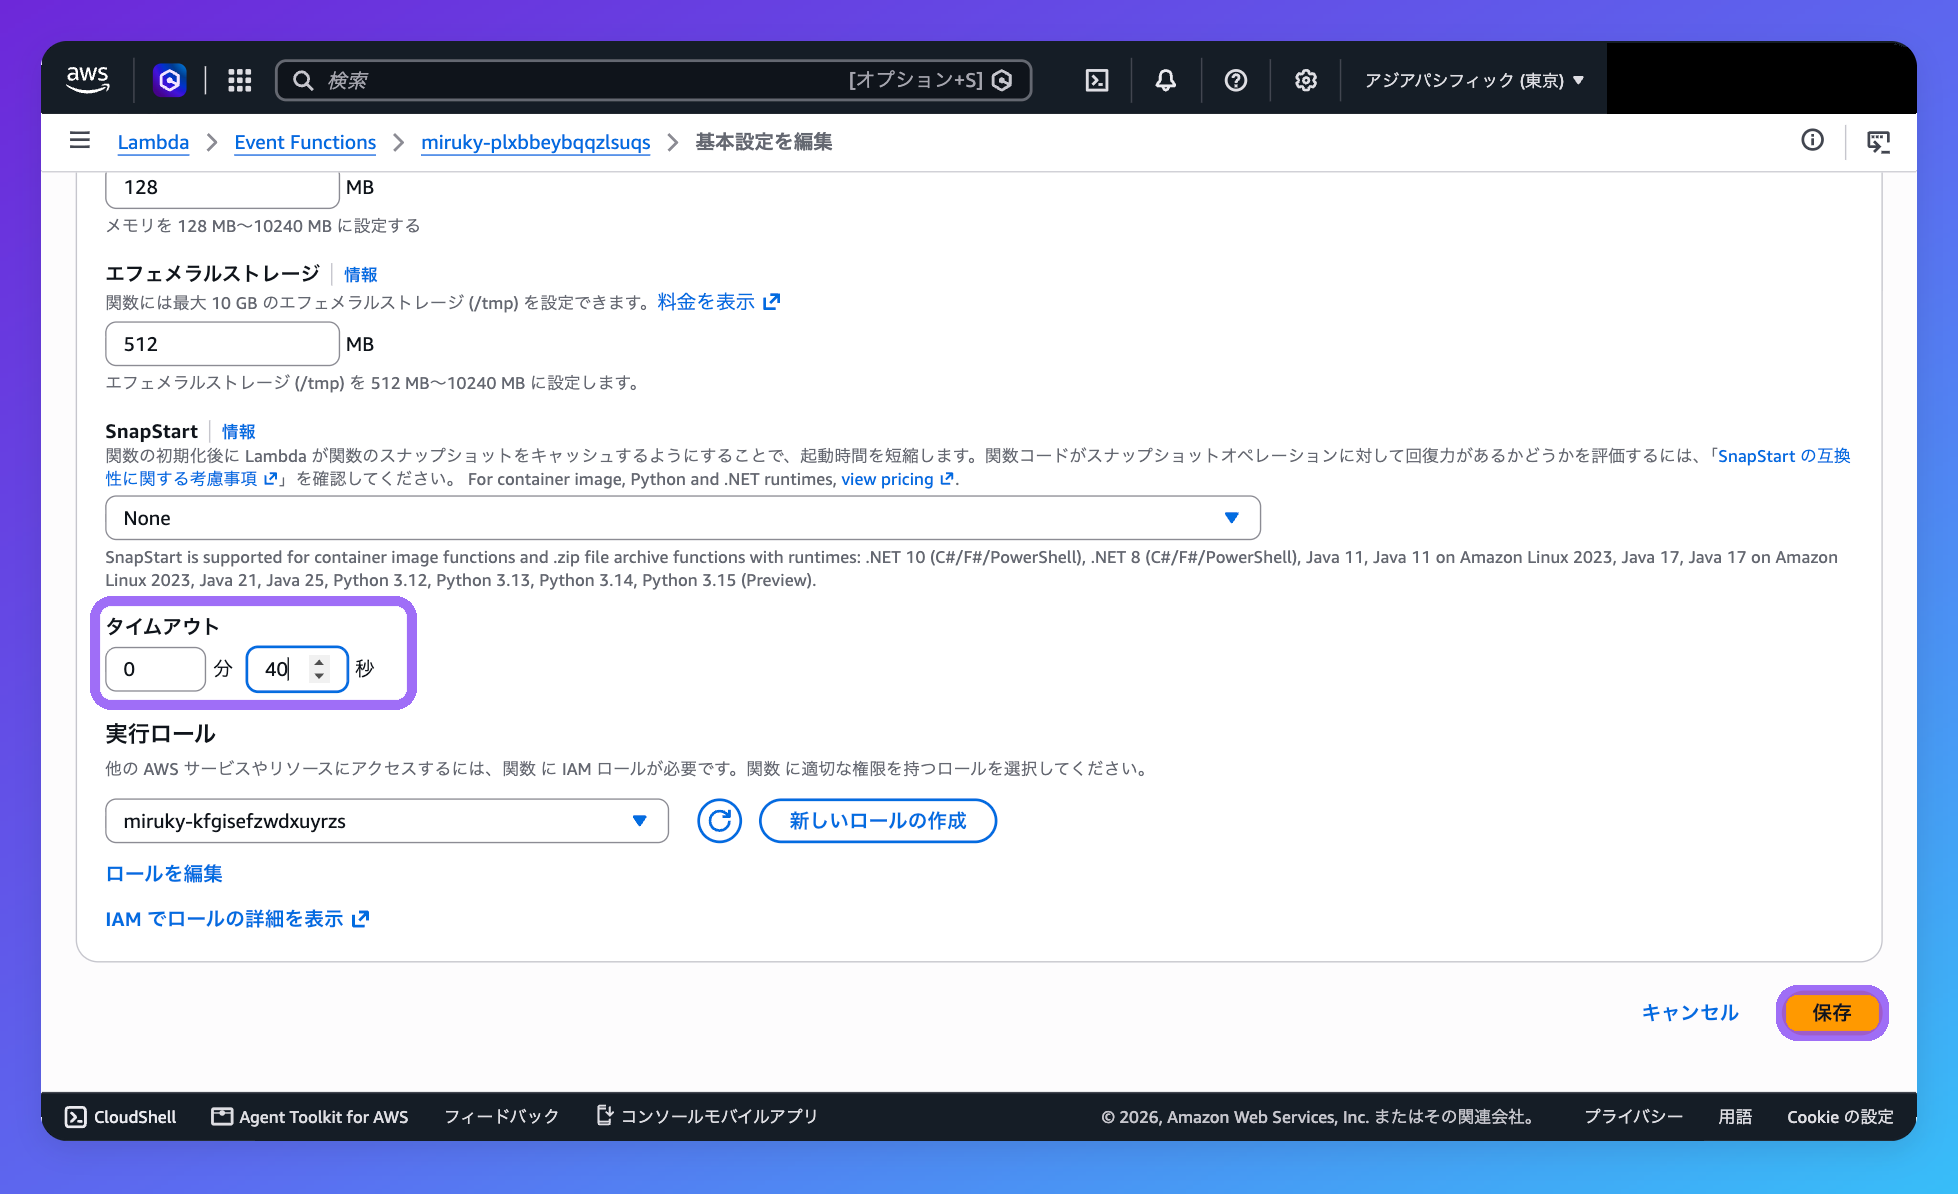 aws
検索 [オプション+S]
アジアパシフィック (東京) ▼
Lambda > Event Functions > miruky-plxbbeybqqzlsuqs > 基本設定を編集
128 MB
メモリを 128 MB～10240 MB に設定する
エフェメラルストレージ 情報
関数には最大 10 GB のエフェメラルストレージ (/tmp) を設定できます。料金を表示
512 MB
エフェメラルストレージ (/tmp) を 512 MB～10240 MB に設定します。
SnapStart 情報
関数の初期化後に Lambda が関数のスナップショットをキャッシュするようにすることで、起動時間を短縮します。関数コードがスナップショットオペレーションに対して回復力があるかどうかを評価するには、「SnapStart の互換
性に関する考慮事項」を確認してください。 For container image, Python and .NET runtimes, view pricing.
None
SnapStart is supported for container image functions and .zip file archive functions with runtimes: .NET 10 (C#/F#/PowerShell), .NET 8 (C#/F#/PowerShell), Java 11, Java 11 on Amazon Linux 2023, Java 17, Java 17 on Amazon
Linux 2023, Java 21, Java 25, Python 3.12, Python 3.13, Python 3.14, Python 3.15 (Preview).
タイムアウト
0 分 40 秒
実行ロール
他の AWS サービスやリソースにアクセスするには、関数 に IAM ロールが必要です。関数 に適切な権限を持つロールを選択してください。
miruky-kfgisefzwdxuyrzs 新しいロールの作成
ロールを編集
IAM でロールの詳細を表示
キャンセル 保存
CloudShell Agent Toolkit for AWS フィードバック コンソールモバイルアプリ © 2026, Amazon Web Services, Inc. またはその関連会社。 プライバシー 用語 Cookie の設定